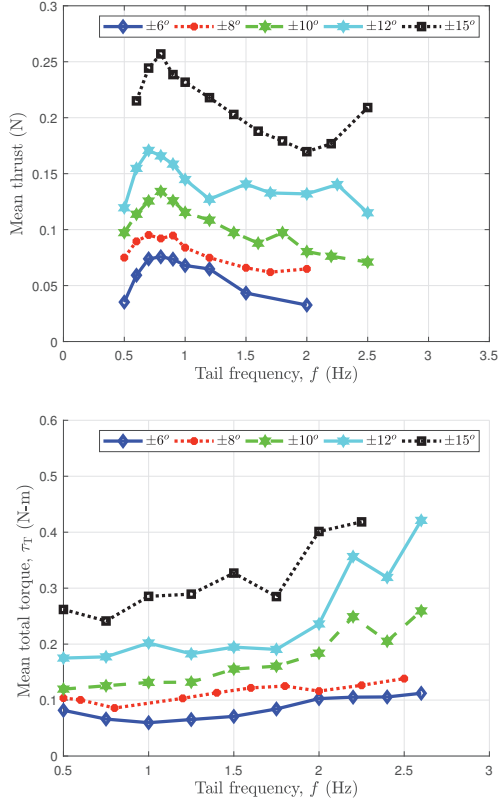 Mean thrust (N)
0.3
0.25
0.2
0.15
0.1
0.05
0
±6° ±8° ±10° ±12° ±15°
0 0.5 1 1.5 2 2.5 3 3.5
Tail frequency, f (Hz)
Mean total torque, τT (N-m)
0.6
0.5
0.4
0.3
0.2
0.1
0
±6° ±8° ±10° ±12° ±15°
0.5 1 1.5 2 2.5 3
Tail frequency, f (Hz)